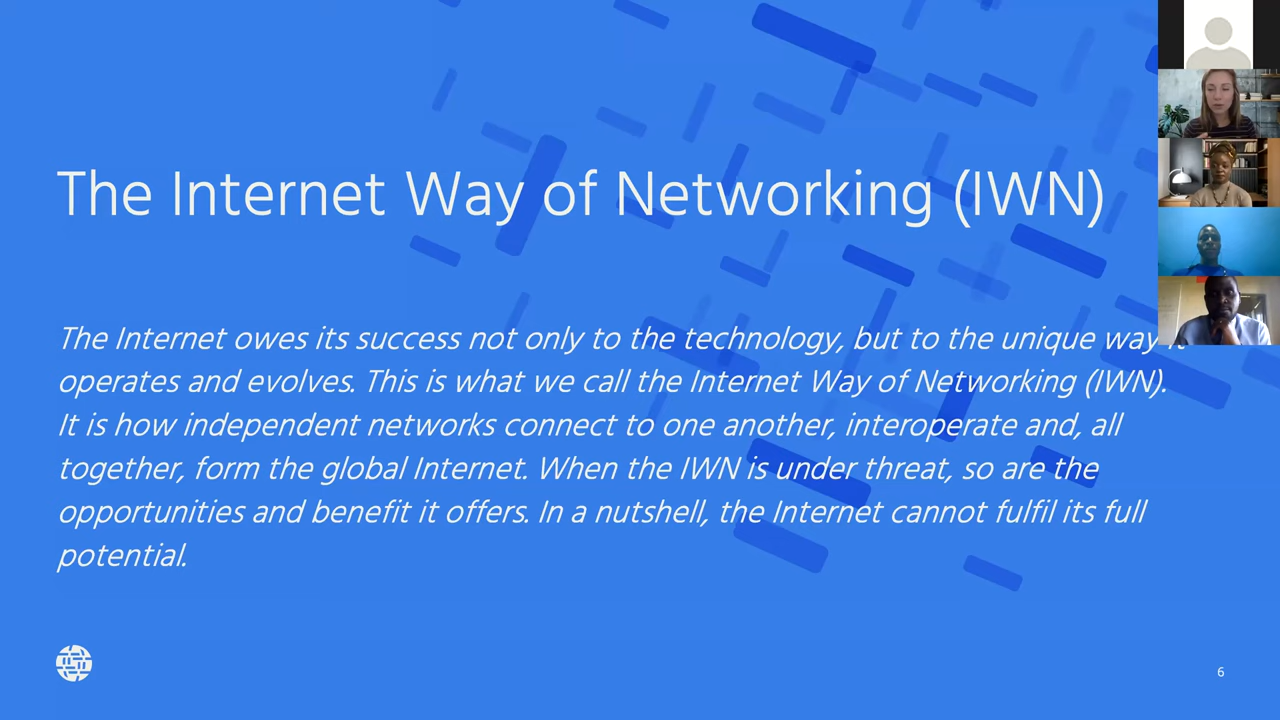 The Internet Way of Networking (IWN)
The Internet owes its success not only to the technology, but to the unique way
operates and evolves. This is what we call the Internet Way of Networking (IWN).
It is how independent networks connect to one another, interoperate and, all
together, form the global Internet. When the IWN is under threat, so are the
opportunities and benefit it offers. In a nutshell, the Internet cannot fulfil its full
potential.
6